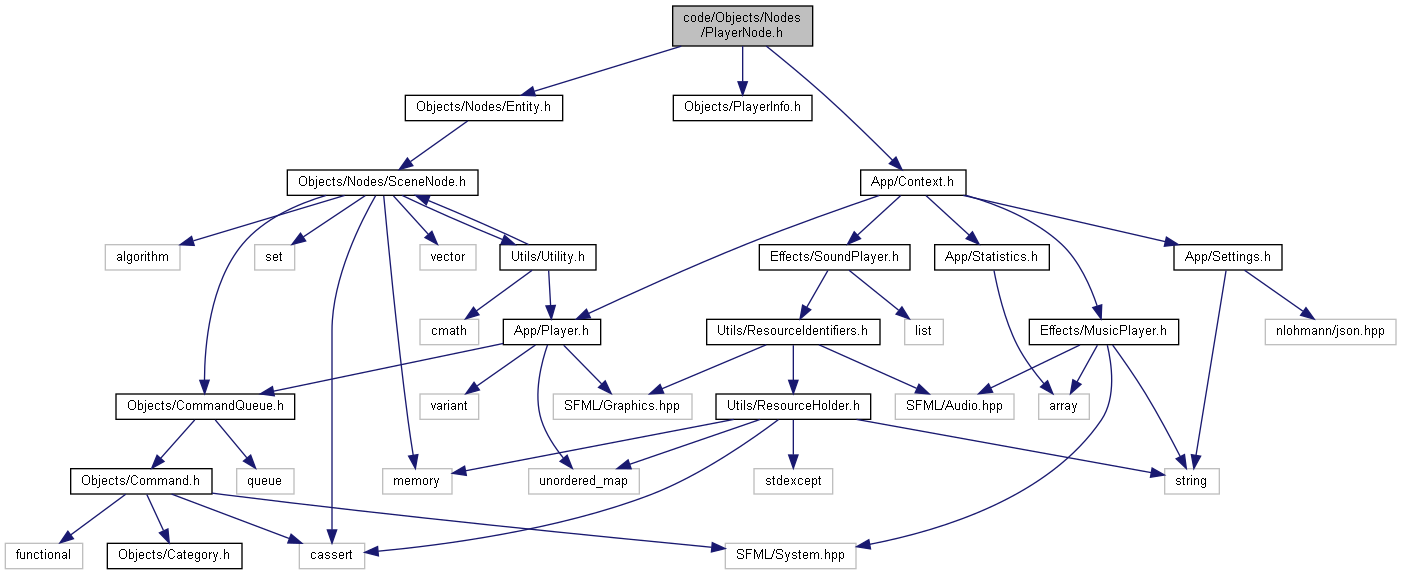 code/Objects/Nodes
/PlayerNode.h
Objects/Nodes/Entity.h
Objects/PlayerInfo.h
Objects/Nodes/SceneNode.h
App/Context.h
algorithm
set
vector
Utils/Utility.h
Effects/SoundPlayer.h
App/Statistics.h
App/Settings.h
cmath
App/Player.h
Utils/ResourceIdentifiers.h
list
Effects/MusicPlayer.h
nlohmann/json.hpp
Objects/CommandQueue.h
variant
SFML/Graphics.hpp
Utils/ResourceHolder.h
SFML/Audio.hpp
array
Objects/Command.h
queue
memory
unordered_map
stdexcept
string
functional
Objects/Category.h
cassert
SFML/System.hpp